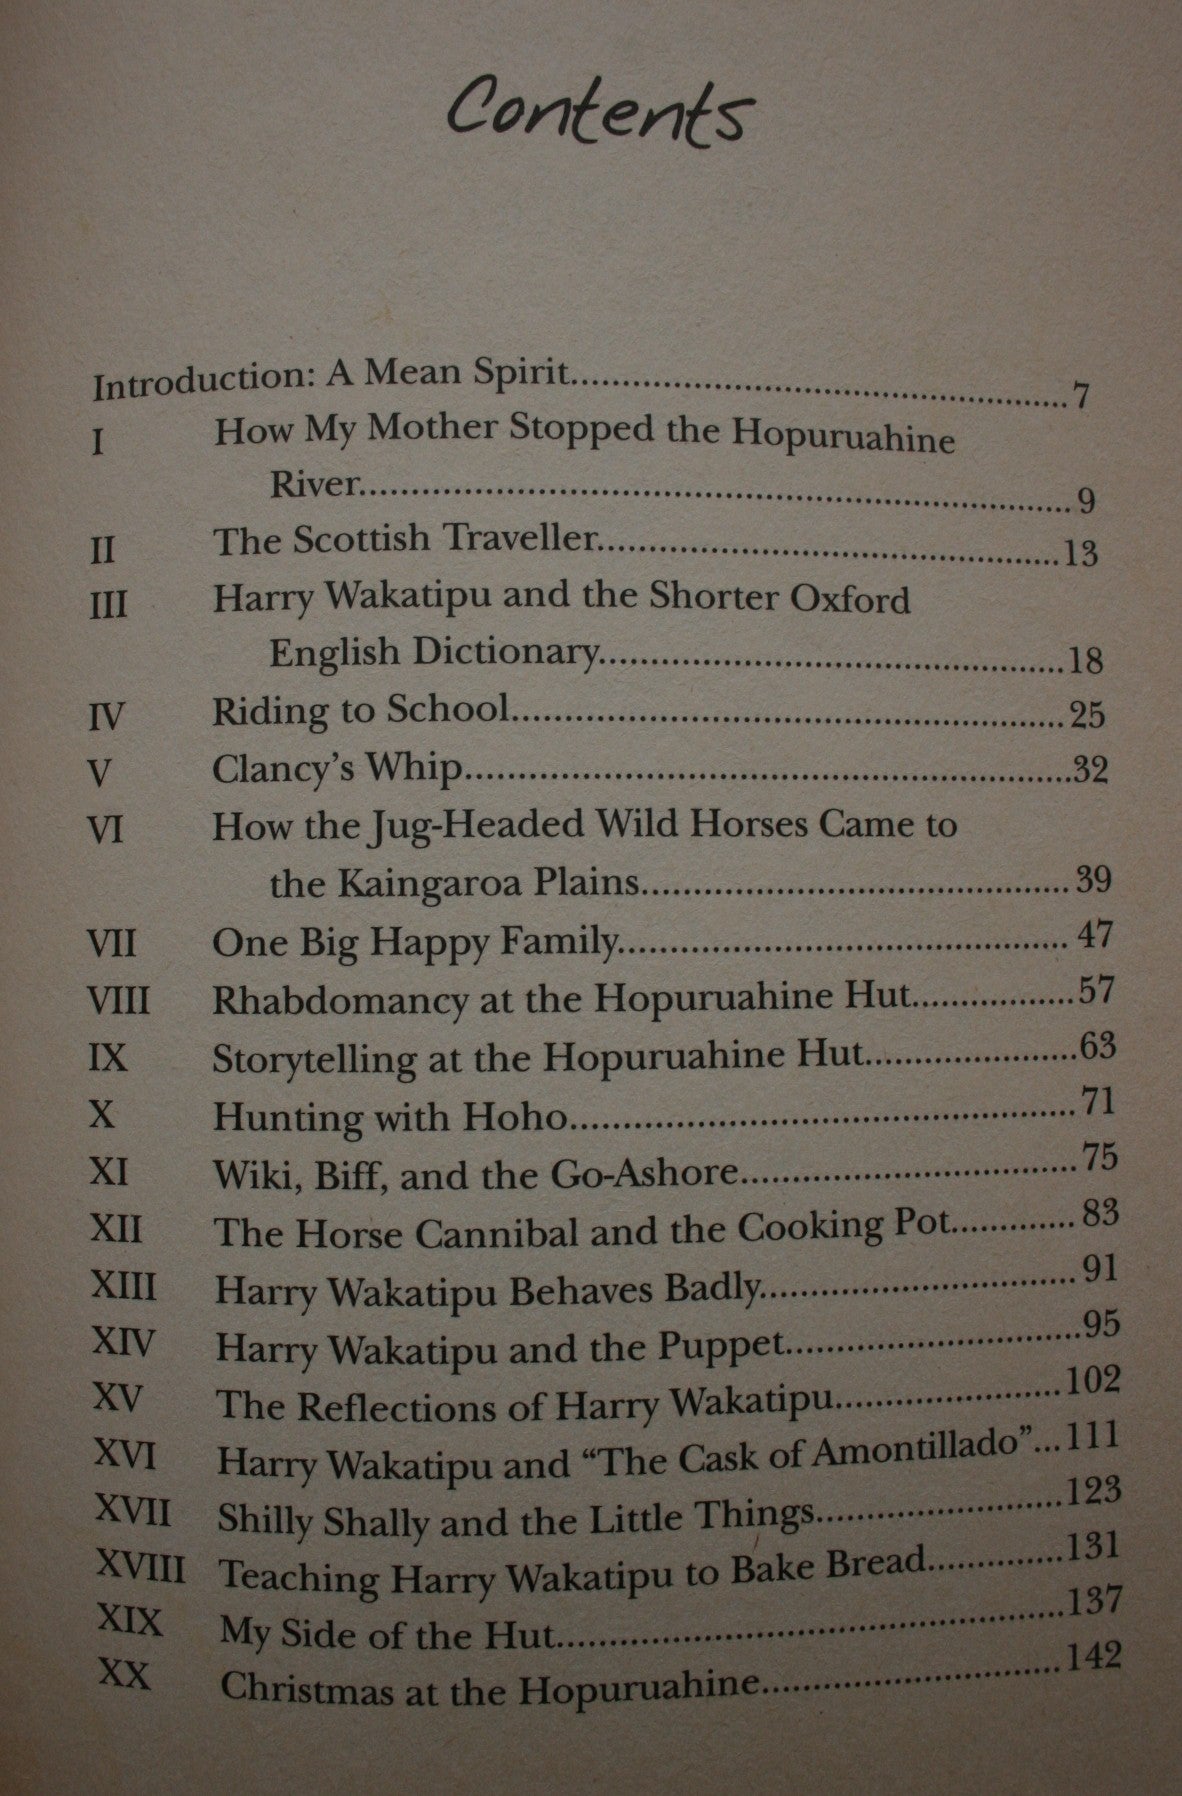 Contents
Introduction: A Mean Spirit..................................................7
I How My Mother Stopped the Hopuruahine
River.....................................................................9
II The Scottish Traveller.............................................13
III Harry Wakatipu and the Shorter Oxford
English Dictionary.............................................18
IV Riding to School......................................................25
V Clancy's Whip...........................................................32
VI How the Jug-Headed Wild Horses Came to
the Kaingaroa Plains.........................................39
VII One Big Happy Family........................................... 47
VIII Rhabdomancy at the Hopuruahine Hut................57
IX Storytelling at the Hopuruahine Hut.....................63
X Hunting with Hoho................................................71
XI Wiki, Biff, and the Go-Ashore................................75
XII The Horse Cannibal and the Cooking Pot............ 83
XIII Harry Wakatipu Behaves Badly............................... 91
XIV Harry Wakatipu and the Puppet.............................95
XV The Reflections of Harry Wakatipu......................102
XVI Harry Wakatipu and “The Cask of Amontillado”...111
XVII Shilly Shally and the Little Things........................123
XVIII Teaching Harry Wakatipu to Bake Bread.............131
XIX My Side of the Hut.................................................137
XX Christmas at the Hopuruahine.............................142